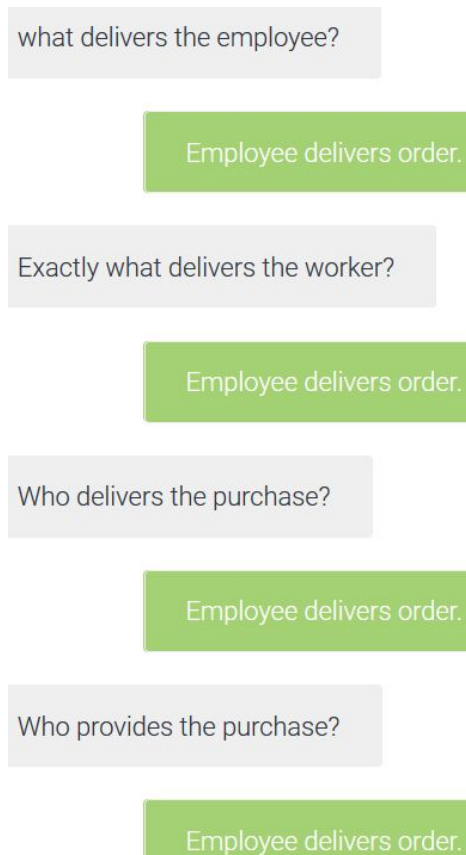 what delivers the employee?
Employee delivers order.
Exactly what delivers the worker?
Employee delivers order.
Who delivers the purchase?
Employee delivers order.
Who provides the purchase?
Employee delivers order.